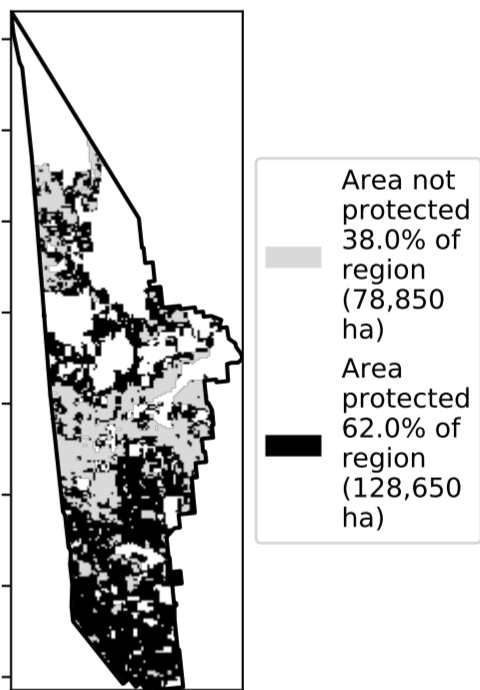 Area not
protected
38.0% of
region
(78,850
ha)
Area
protected
62.0% of
region
(128,650
ha)